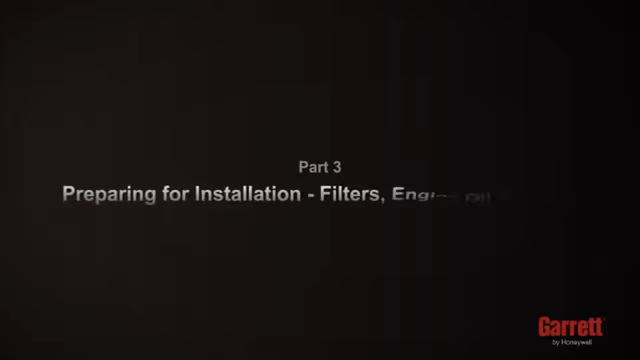 Part 3
Preparing for Installation - Filters,
Garrett
by Honeywell